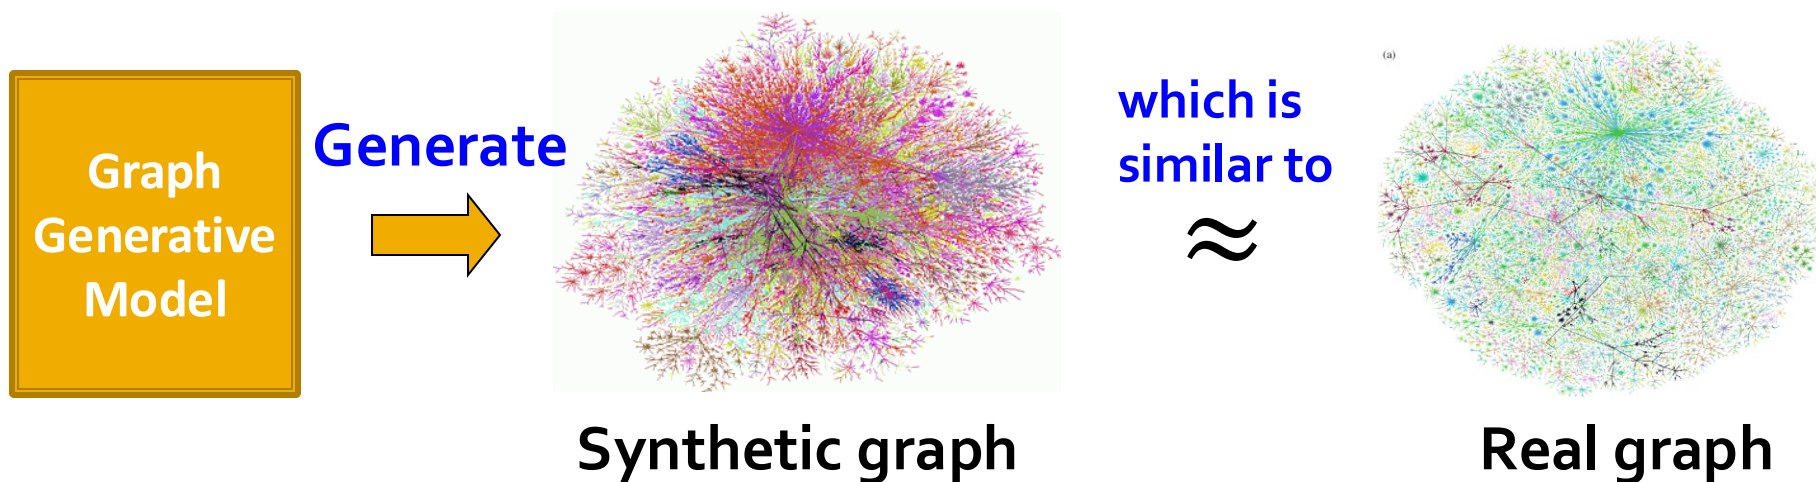 Graph
Generative
Model
Generate
Synthetic graph
which is
similar to
≈
(a)
Real graph